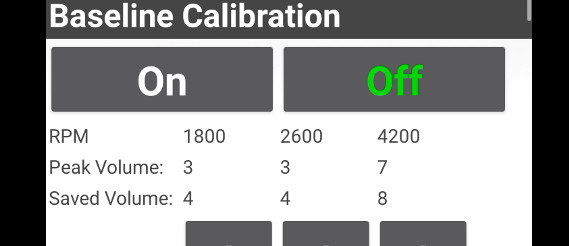 Baseline Calibration
On Off
RPM 1800 2600 4200
Peak Volume: 3 3 7
Saved Volume: 4 4 8